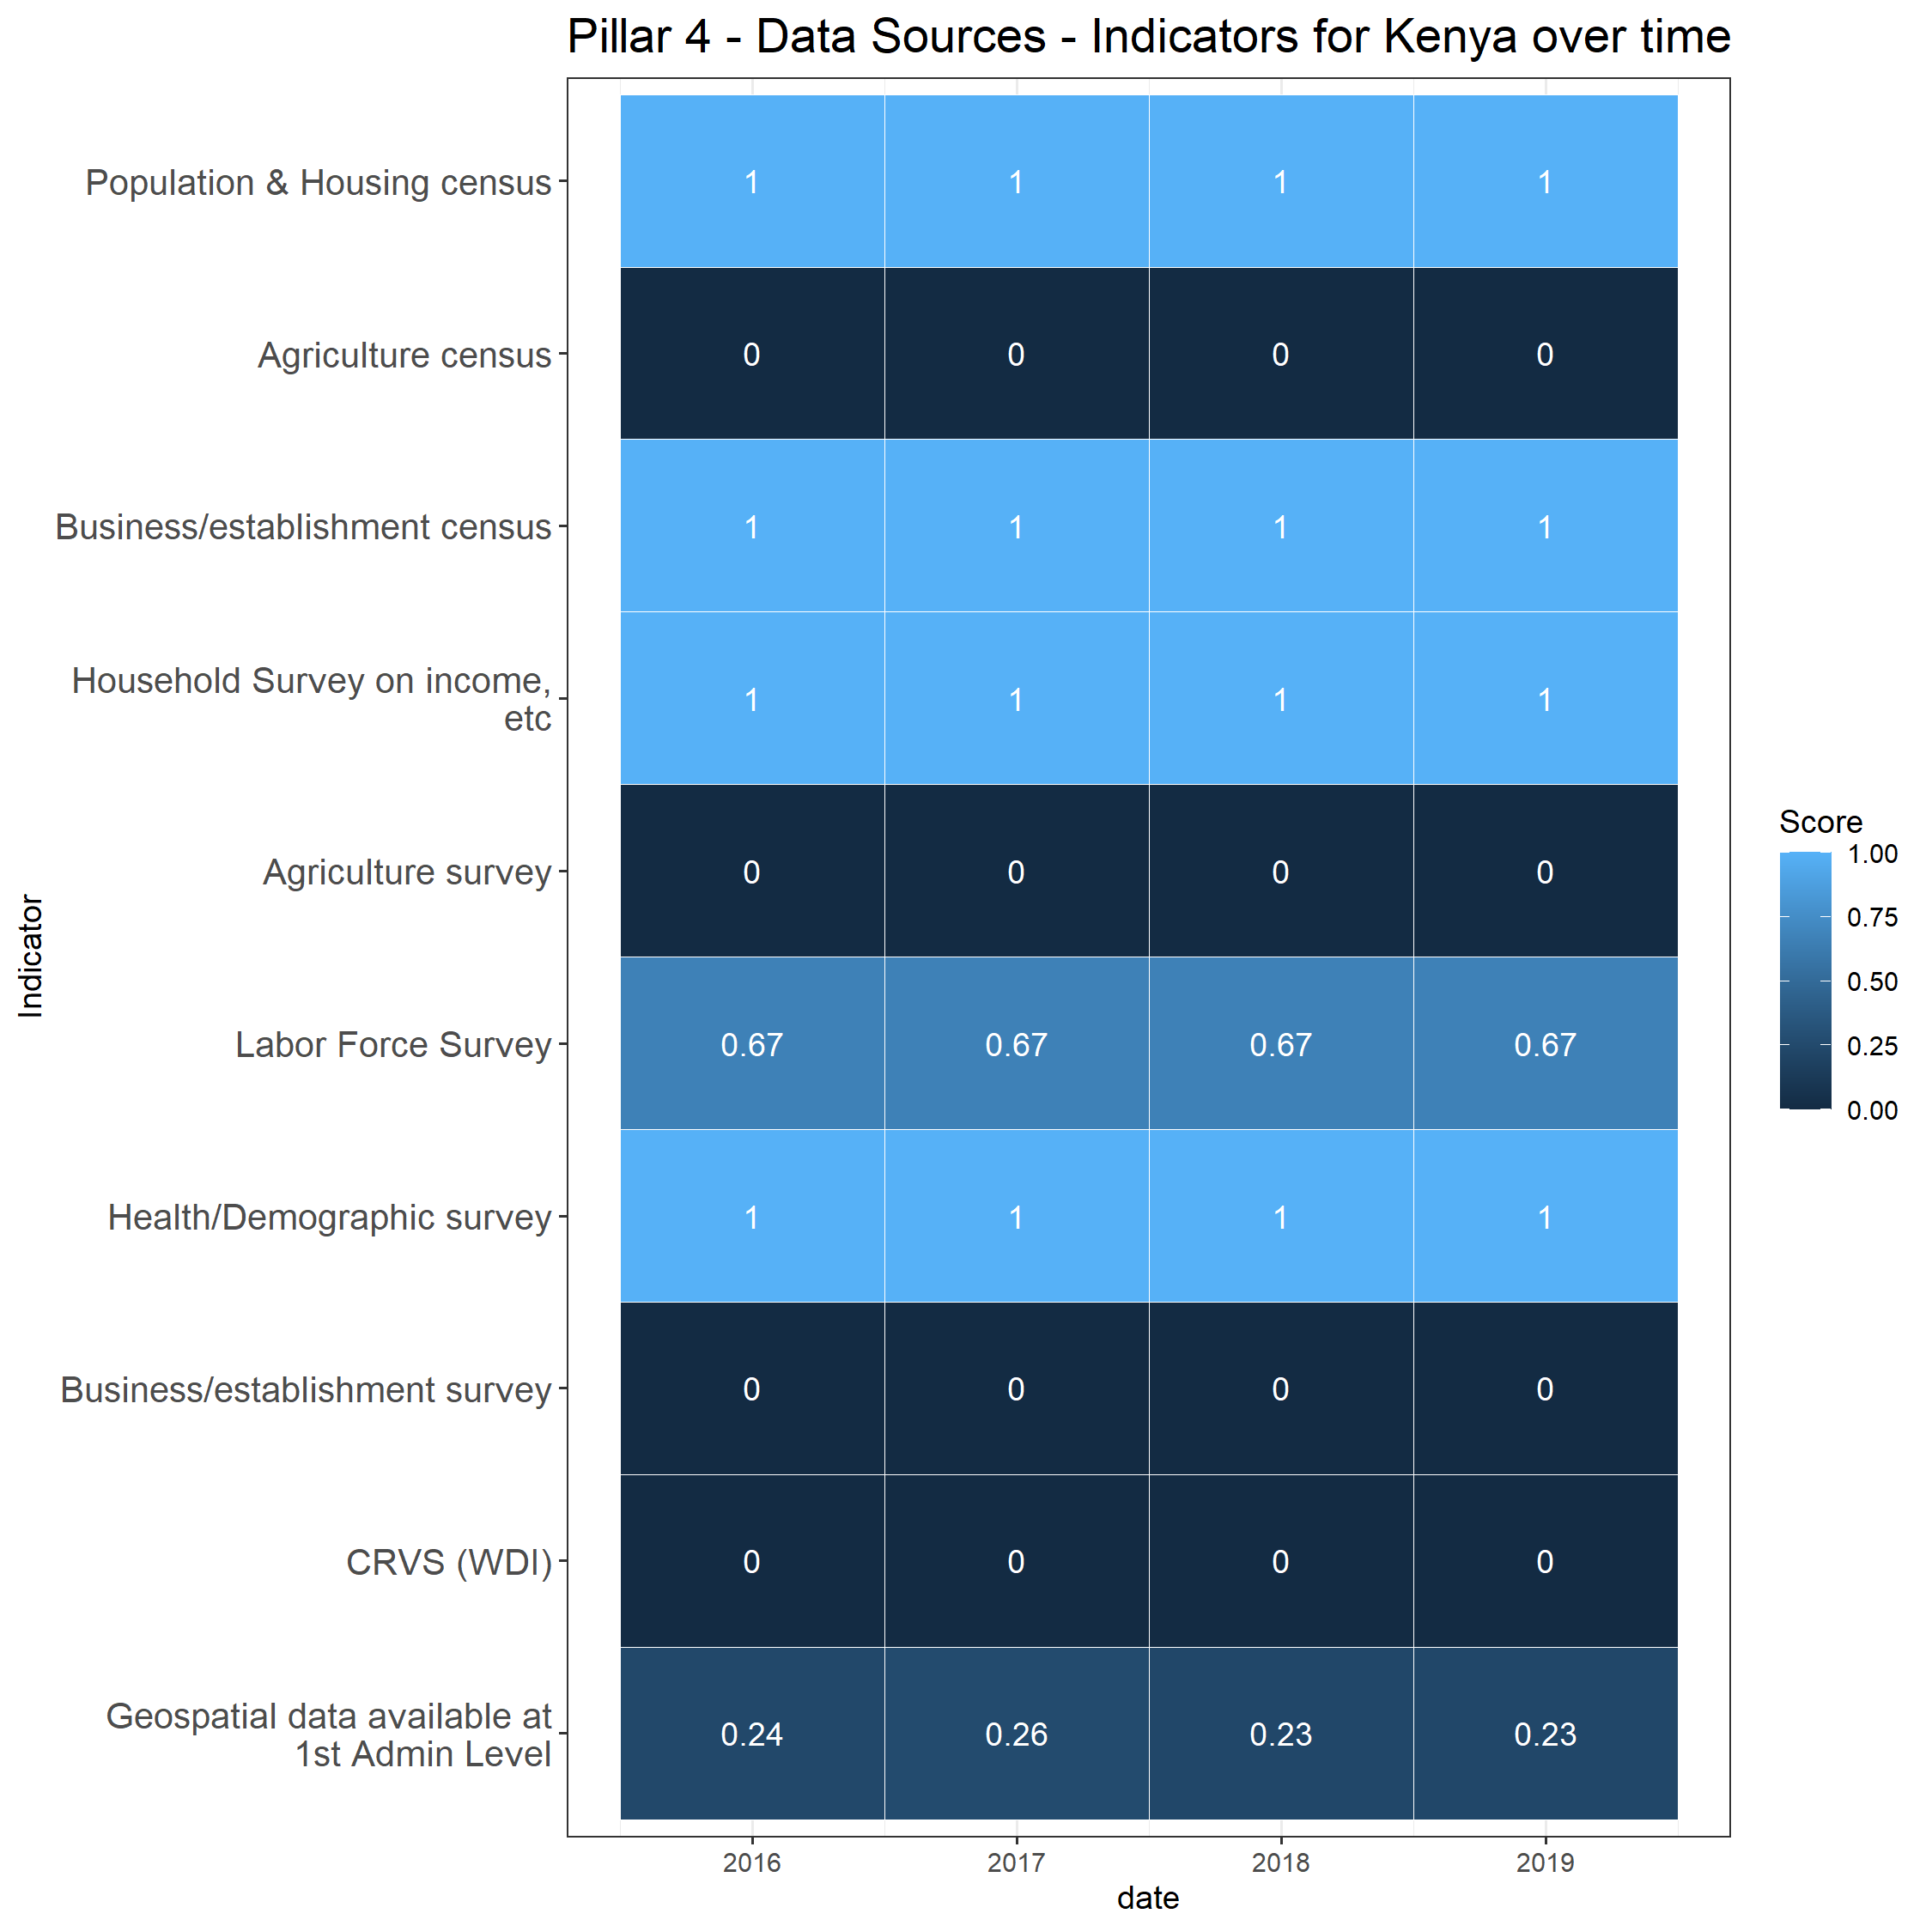 Pillar 4 - Data Sources - Indicators for Kenya over time
Indicator
Population & Housing census
1 1 1 1
Agriculture census
0 0 0 0
Business/establishment census
1 1 1 1
Household Survey on income,
etc
1 1 1 1
Agriculture survey
0 0 0 0
Labor Force Survey
0.67 0.67 0.67 0.67
Health/Demographic survey
1 1 1 1
Business/establishment survey
0 0 0 0
CRVS (WDI)
0 0 0 0
Geospatial data available at
1st Admin Level
0.24 0.26 0.23 0.23
2016 2017 2018 2019
date
Score
1.00
0.75
0.50
0.25
0.00